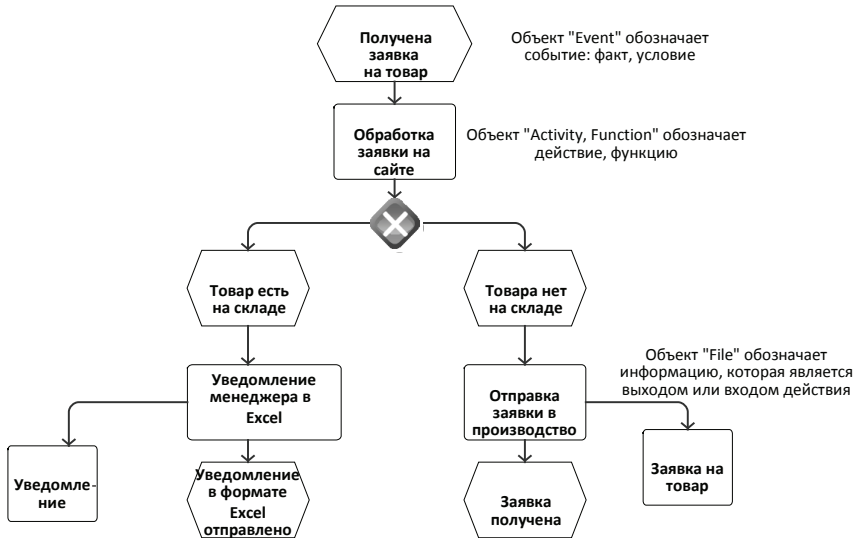 Получена
заявка
на товар
Объект "Event" обозначает
событие: факт, условие
Обработка
заявки на
сайте
Объект "Activity, Function" обозначает
действие, функцию
Товар есть
на складе
Товара нет
на складе
Объект "File" обозначает
информацию, которая является
выходом или входом действия
Уведомление
менеджера в
Excel
Отправка
заявки в
производство
Уведомле-
ние
Уведомление
в формате
Excel
отправлено
Заявка
получена
Заявка на
товар